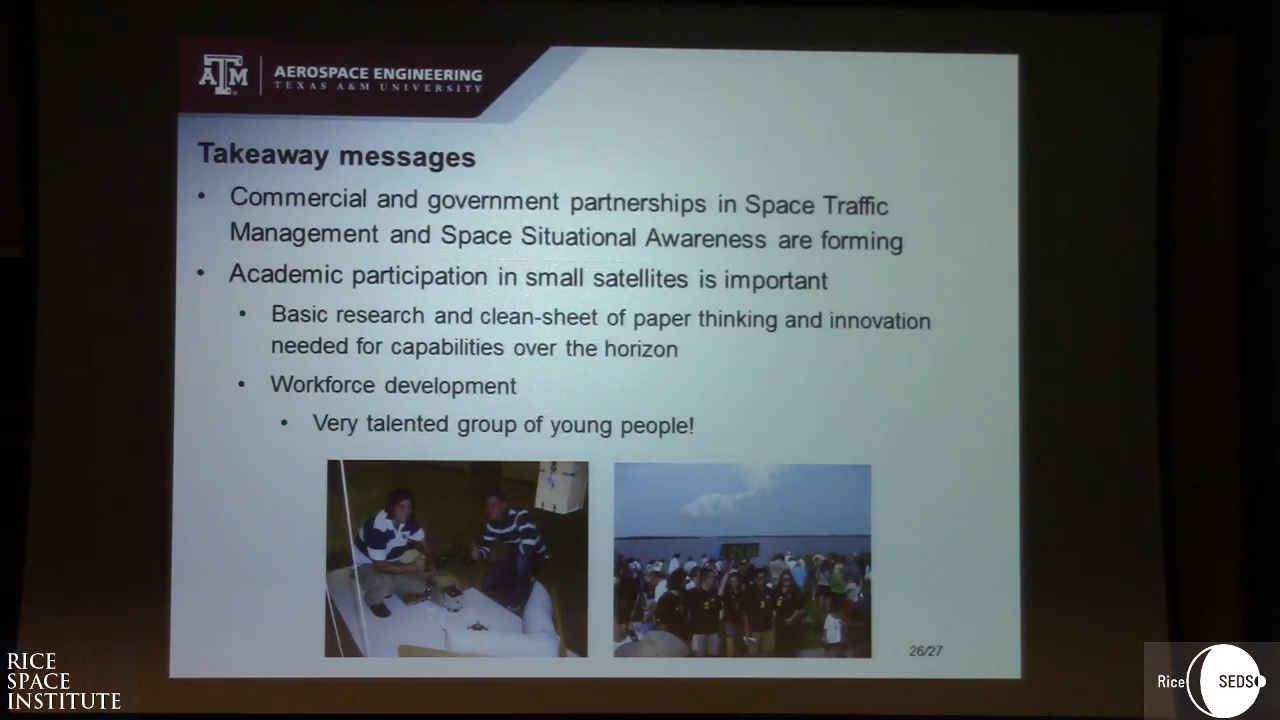 AEROSPACE ENGINEERING
TEXAS A&M UNIVERSITY
Takeaway messages
• Commercial and government partnerships in Space Traffic
Management and Space Situational Awareness are forming
• Academic participation in small satellites is important
• Basic research and clean-sheet of paper thinking and innovation
needed for capabilities over the horizon
• Workforce development
• Very talented group of young people!
26/27
RICE
SPACE
INSTITUTE
Rice SEDS